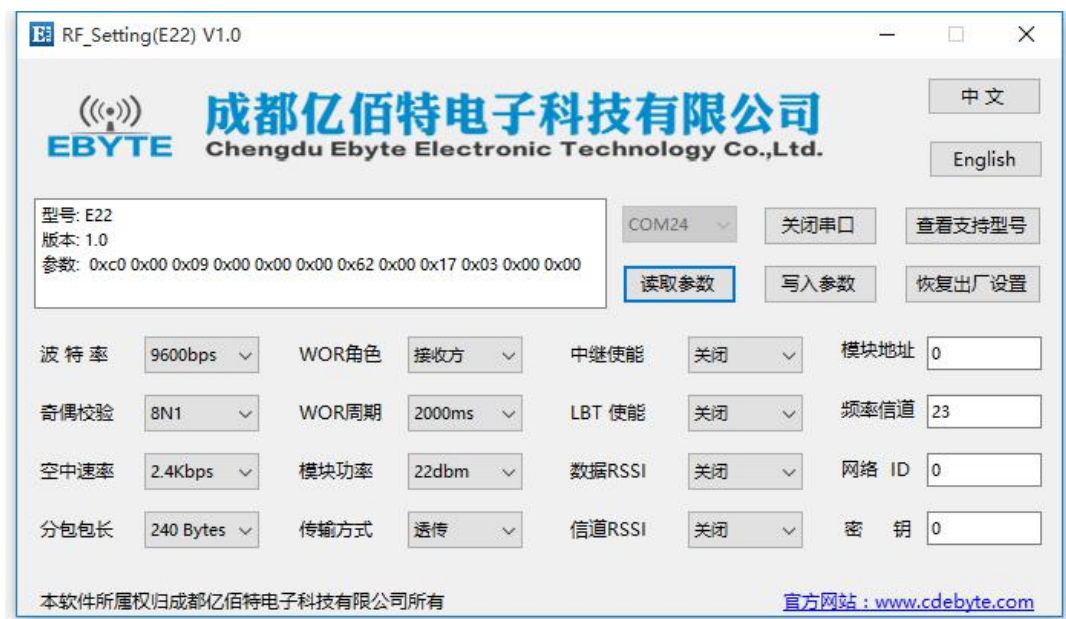 RF_Setting(E22) V1.0
EBYTE
成都亿佰特电子科技有限公司
Chengdu Ebyte Electronic Technology Co.,Ltd.
中文
English
型号: E22
版本: 1.0
参数: 0xc0 0x00 0x09 0x00 0x00 0x00 0x62 0x00 0x17 0x03 0x00 0x00
COM24 关闭串口 查看支持型号
读取参数 写入参数 恢复出厂设置
波特率 9600bps WOR角色 接收方 中继使能 关闭 模块地址 0
奇偶校验 8N1 WOR周期 2000ms LBT 使能 关闭 频率信道 23
空中速率 2.4Kbps 模块功率 22dbm 数据RSSI 关闭 网络 ID 0
分包包长 240 Bytes 传输方式 透传 信道RSSI 关闭 密 钥 0
本软件所属权归成都亿佰特电子科技有限公司所有 官方网站：www.cdebyte.com